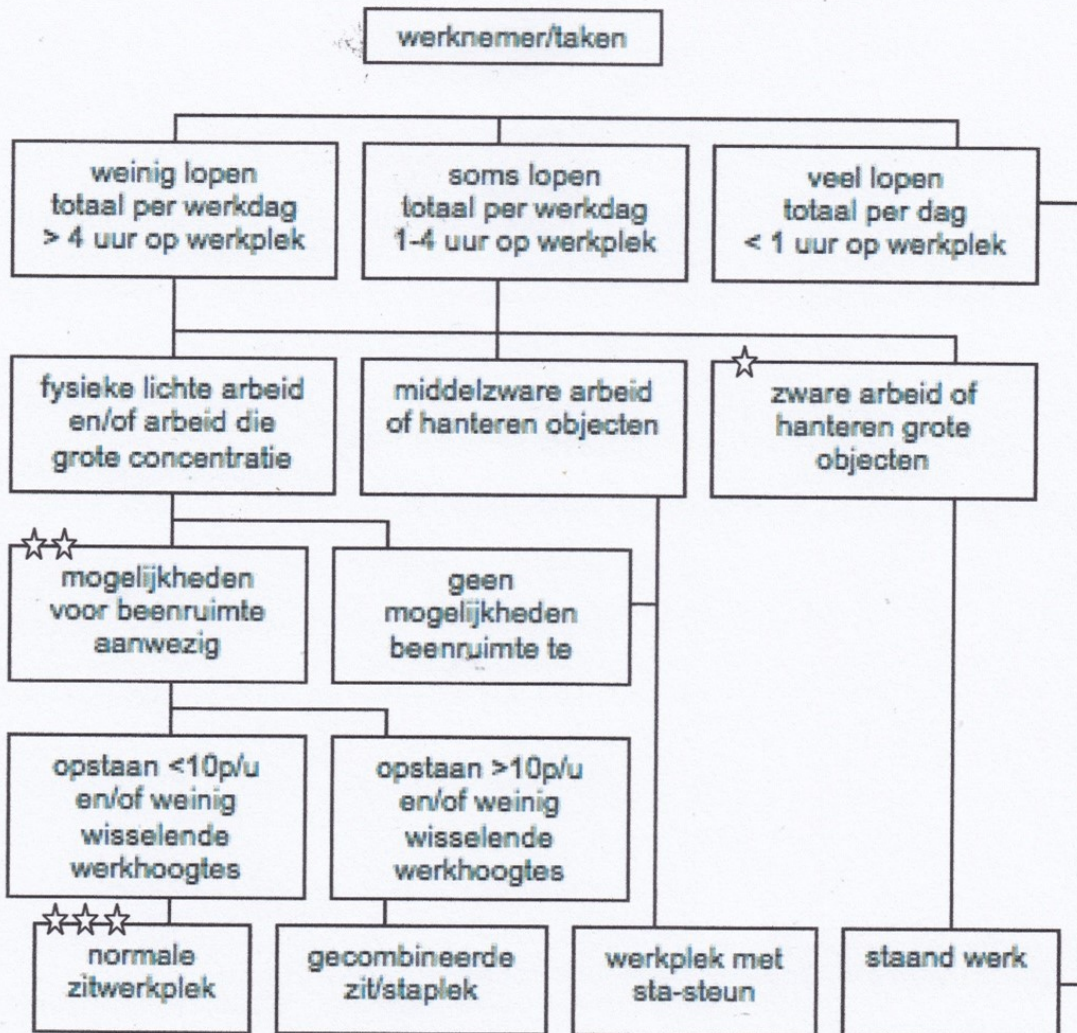 werknemer/taken
weinig lopen
totaal per werkdag
> 4 uur op werkplek
soms lopen
totaal per werkdag
1-4 uur op werkplek
veel lopen
totaal per dag
< 1 uur op werkplek
fysieke lichte arbeid
en/of arbeid die
grote concentratie
middelzware arbeid
of hanteren objecten
zware arbeid of
hanteren grote
objecten
mogelijkheden
voor beenruimte
aanwezig
geen
mogelijkheden
beenruimte te
opstaan <10p/u
en/of weinig
wisselende
werkhoogtes
opstaan >10p/u
en/of weinig
wisselende
werkhoogtes
normale
zitwerkplek
gecombineerde
zit/staplek
werkplek met
sta-steun
staand werk